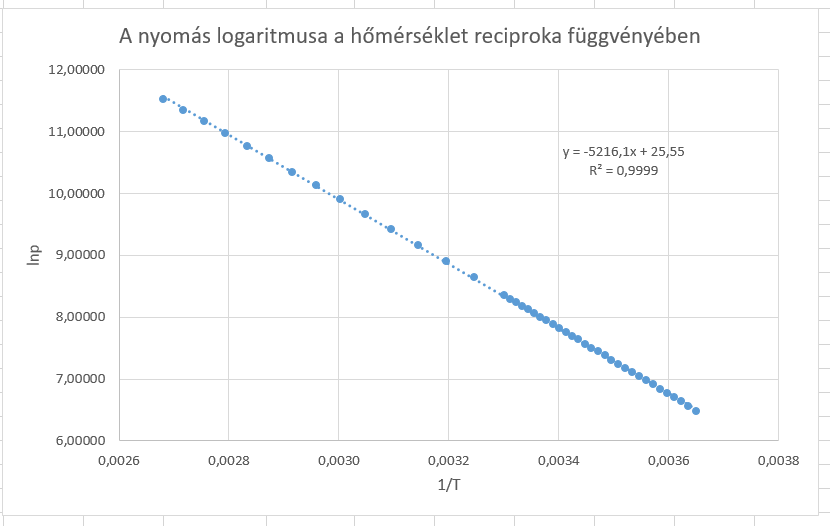 A nyomás logaritmusa a hőmérséklet reciproka függvényében
12,00000
11,00000
10,00000
9,00000
8,00000
7,00000
6,00000
lnp
y = -5216,1x + 25,55
R² = 0,9999
0,0026 0,0028 0,0030 0,0032 0,0034 0,0036 0,0038
1/T